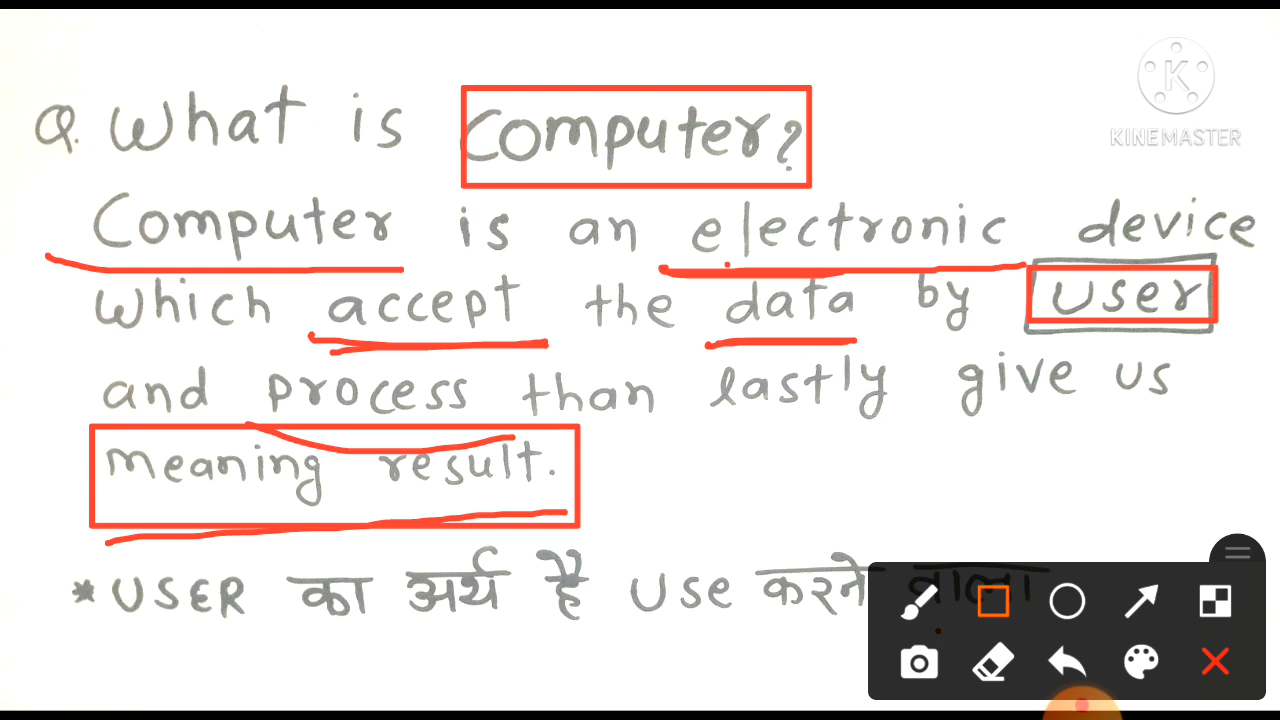 Q. What is Computer?
KINEMASTER
Computer is an electronic device
which accept the data by user
and process than lastly give us
meaning result.
* USER का अर्थ है use करने वाला